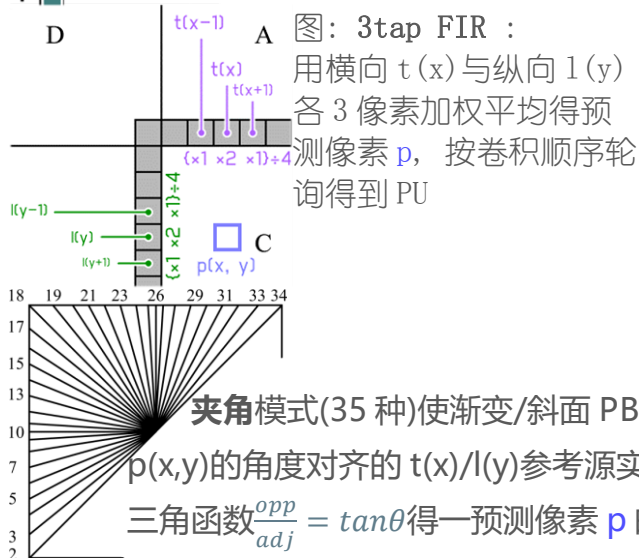 D
A
t(x-1)
t(x)
t(x+1)
{×1 ×2 ×1}÷4
l(y-1)
l(y)
l(y+1)
{×1 ×2 ×1}÷4
p(x, y)
C
图: 3tap FIR :
用横向 t(x)与纵向 l(y)
各 3 像素加权平均得预
测像素 p, 按卷积顺序轮
询得到 PU
18 19 21 23 26 29 31 33 34
17
15
13
10
7
5
3
2
夹角模式(35 种)使渐变/斜面 PB
p(x,y)的角度对齐的 t(x)/l(y)参考源实
三角函数opp/adj = tanθ得一预测像素 p